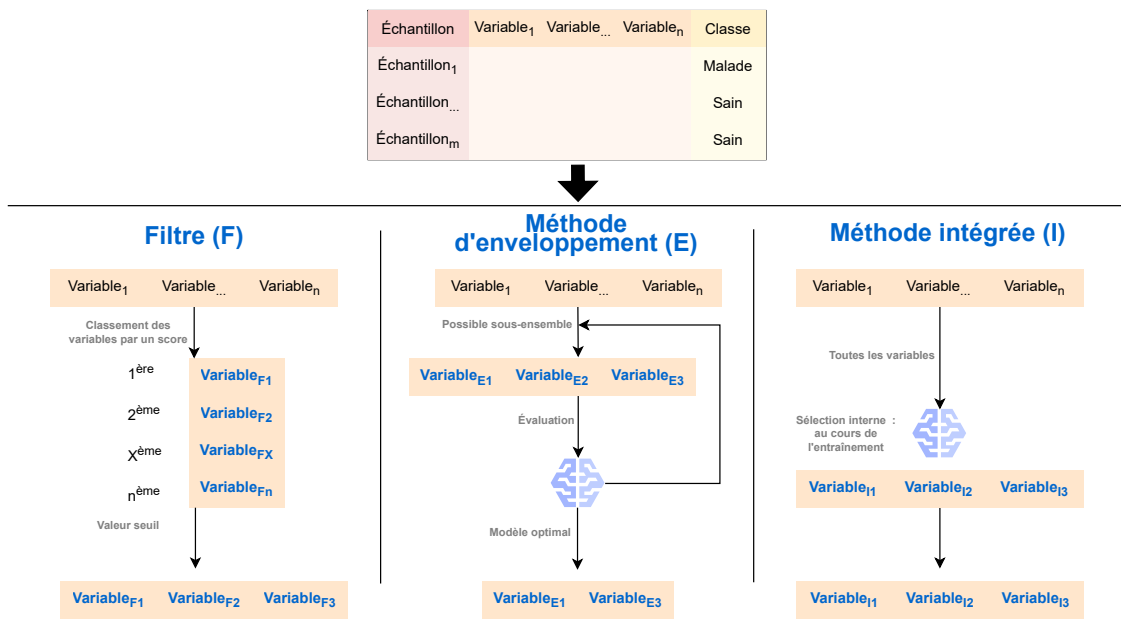 Échantillon Variable1 Variable... Variablen Classe
Échantillon1 Malade
Échantillon... Sain
Échantillonm Sain
Filtre (F)
Variable1 Variable... Variablen
Classement des
variables par un score
1ère VariableF1
2ème VariableF2
Xème VariableFX
nème VariableFn
Valeur seuil
VariableF1 VariableF2 VariableF3
Méthode
d'enveloppement (E)
Variable1 Variable... Variablen
Possible sous-ensemble
VariableE1 VariableE2 VariableE3
Évaluation
Modèle optimal
VariableE1 VariableE3
Méthode intégrée (I)
Variable1 Variable... Variablen
Toutes les variables
Sélection interne :
au cours de
l'entraînement
VariableI1 VariableI2 VariableI3
VariableI1 VariableI2 VariableI3